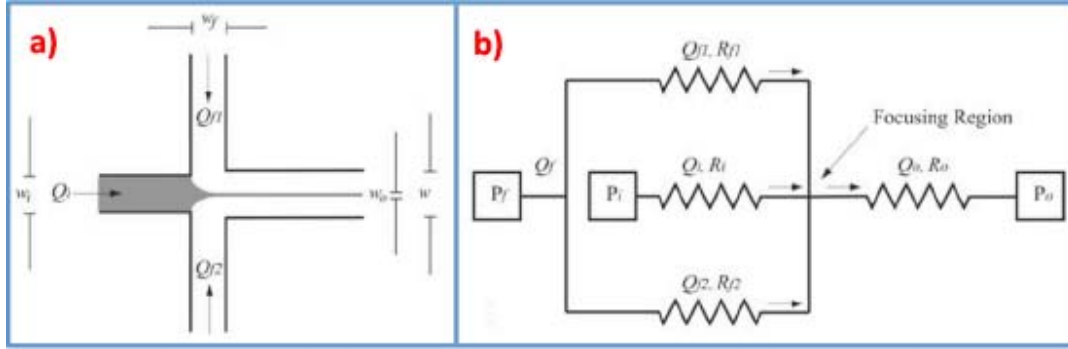 a)
wf
Qf1
wi
Qi
wo
w
Qf2
b)
Qf1, Rf1
Focusing Region
Qf
Qi, Ri
Qo, Ro
Pf
Pi
Po
Qf2, Rf2